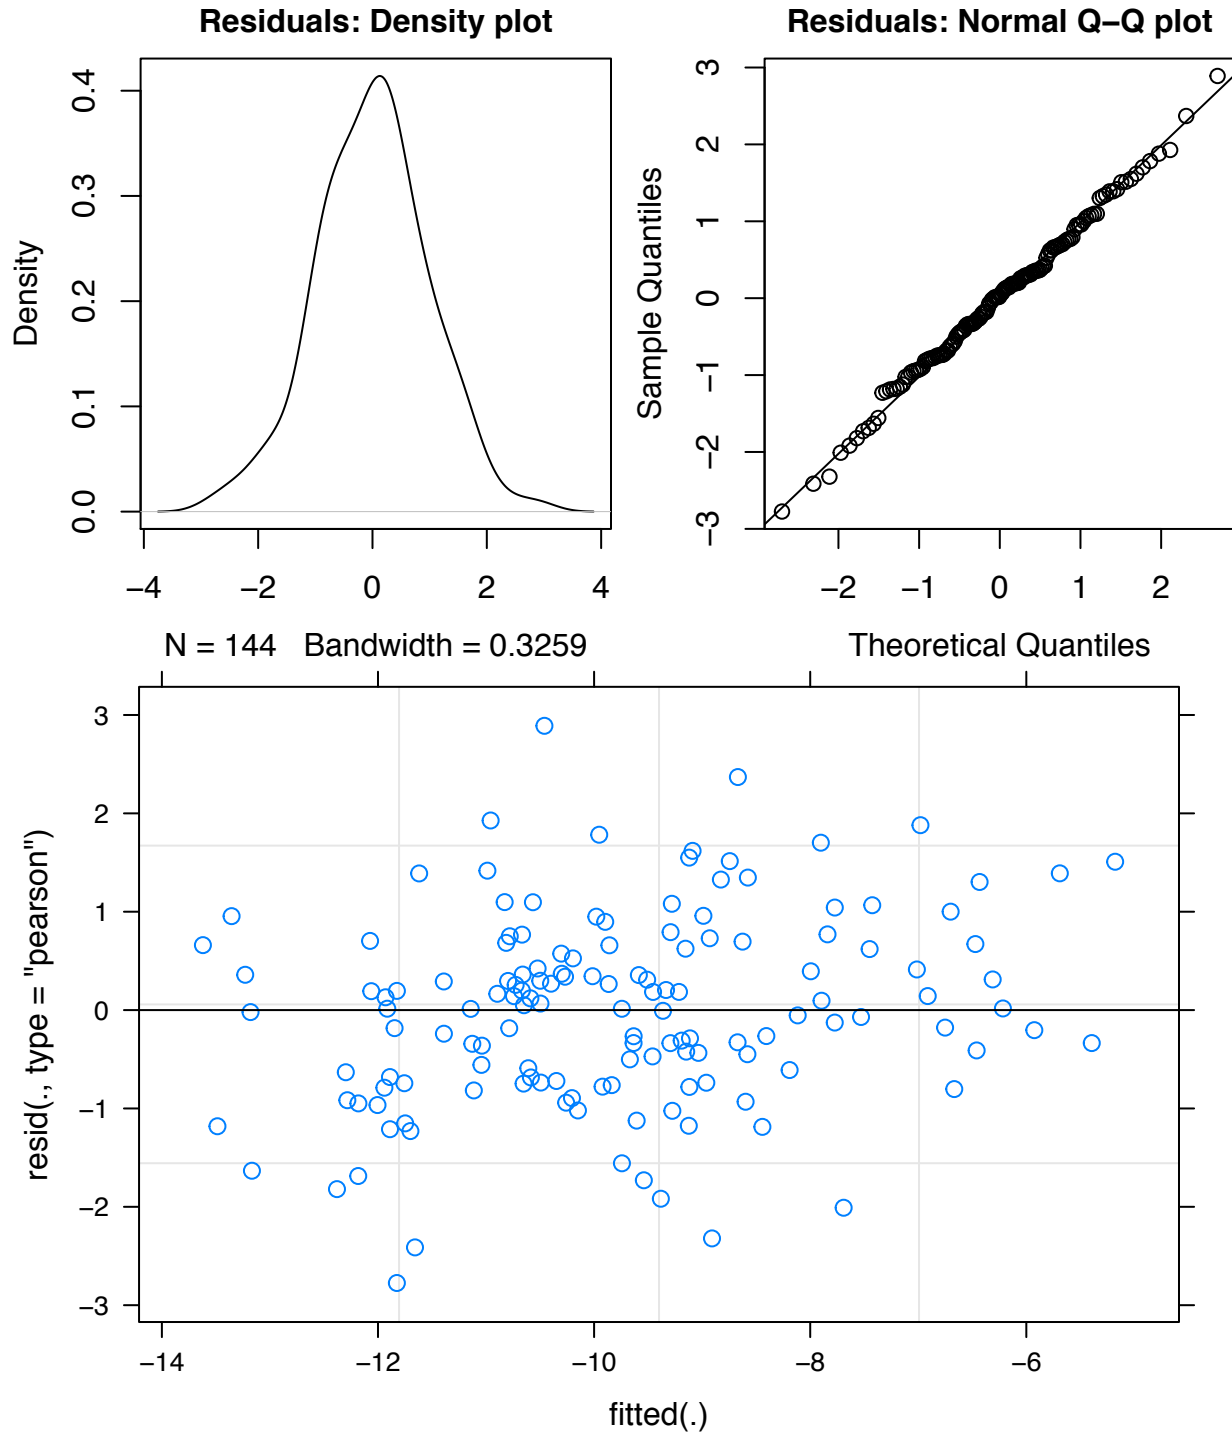 Residuals: Density plot
Density
0.0 0.1 0.2 0.3 0.4
−4 −2 0 2 4
N = 144 Bandwidth = 0.3259
Residuals: Normal Q−Q plot
Sample Quantiles
−3 −2 −1 0 1 2 3
−2 −1 0 1 2
Theoretical Quantiles
resid(., type = "pearson")
−3 −2 −1 0 1 2 3
−14 −12 −10 −8 −6
fitted(.)